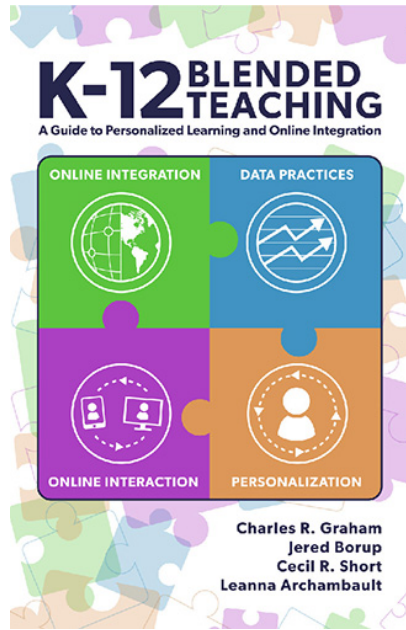 K-12 BLENDED
TEACHING
A Guide to Personalized Learning and Online Integration
ONLINE INTEGRATION
DATA PRACTICES
ONLINE INTERACTION
PERSONALIZATION
Charles R. Graham
Jered Borup
Cecil R. Short
Leanna Archambault